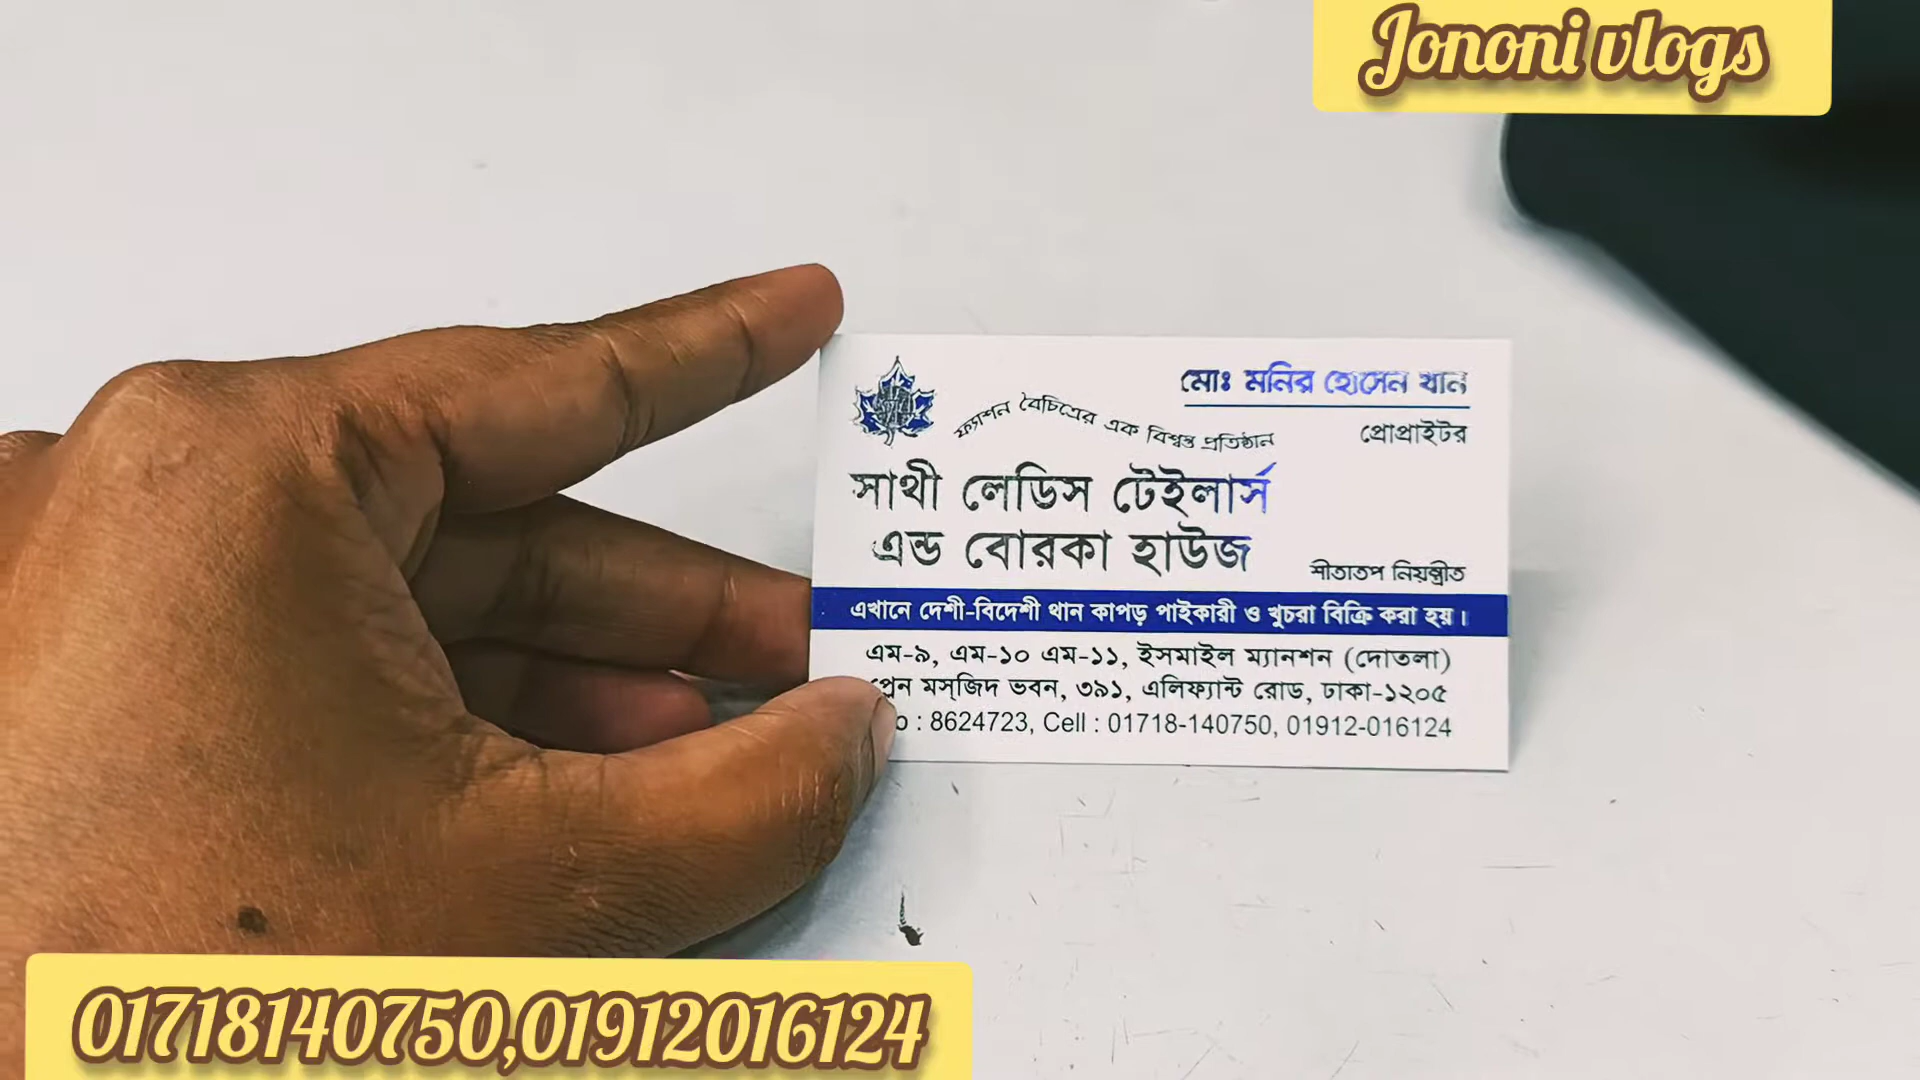 Jononi vlogs
মোঃ মনির হোসেন খান
প্রোপ্রাইটর
ফ্যাশন বৈচিত্রের এক বিশ্বস্ত প্রতিষ্ঠান
সাথী লেডিস টেইলার্স
এন্ড বোরকা হাউজ
শীতাতপ নিয়ন্ত্রীত
এখানে দেশী-বিদেশী থান কাপড় পাইকারী ও খুচরা বিক্রি করা হয়।
এম-৯, এম-১০ এম-১১, ইসমাইল ম্যানশন (দোতলা)
মস্জিদ ভবন, ৩৯১, এলিফ্যান্ট রোড, ঢাকা-১২০৫
: 8624723, Cell : 01718-140750, 01912-016124
01718140750,01912016124